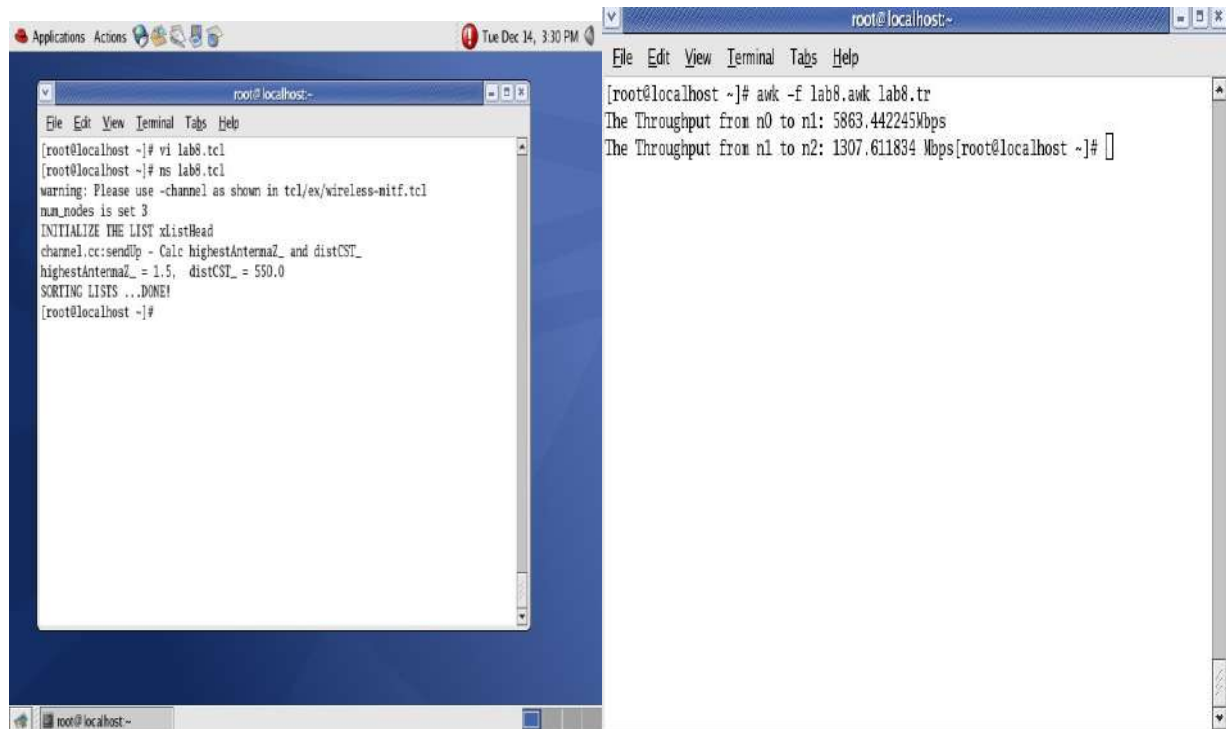 Applications Actions
Tue Dec 14, 3:30 PM
root@localhost:~
File Edit View Terminal Tabs Help
[root@localhost ~]# vi lab8.tcl
[root@localhost ~]# ns lab8.tcl
warning: Please use -channel as shown in tcl/ex/wireless-mitf.tcl
num_nodes is set 3
INITIALIZE THE LIST xListHead
channel.cc:sendUp - Calc highestAntennaZ_ and distCST_
highestAntennaZ_ = 1.5, distCST_ = 550.0
SORTING LISTS ...DONE!
[root@localhost ~]#
root@localhost:~
root@localhost:~
File Edit View Terminal Tabs Help
[root@localhost ~]# awk -f lab8.awk lab8.tr
The Throughput from n0 to n1: 5863.442245Mbps
The Throughput from n1 to n2: 1307.611834 Mbps[root@localhost ~]#